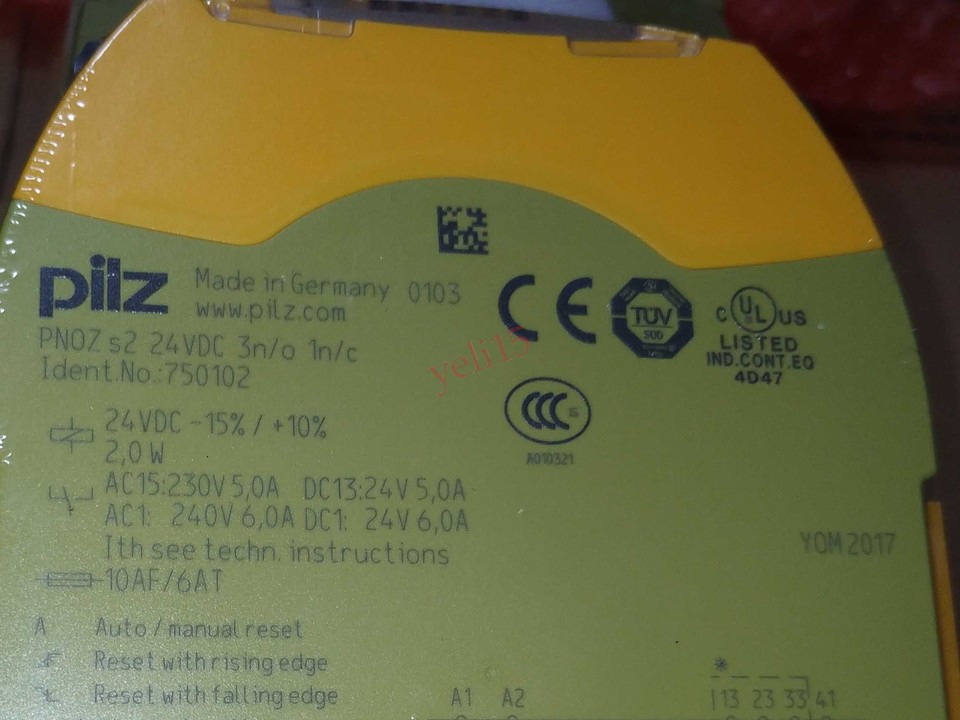 pilz Made in Germany 0103
www.pilz.com
PNOZ s2 24VDC 3n/o 1n/c
Ident.No.:750102
CE
TÜV
SÜD
c UL US
LISTED
IND.CONT.EQ
4D47
CCC S
A010321
yeli15
24VDC -15% / +10%
2,0W
AC15:230V 5,0A DC13:24V 5,0A
AC1: 240V 6,0A DC1: 24V 6,0A
Ith see techn. instructions
10AF/6AT
YOM 2017
A Auto / manual reset
Reset with rising edge
Reset with falling edge
A1 A2
*
13 23 33 41